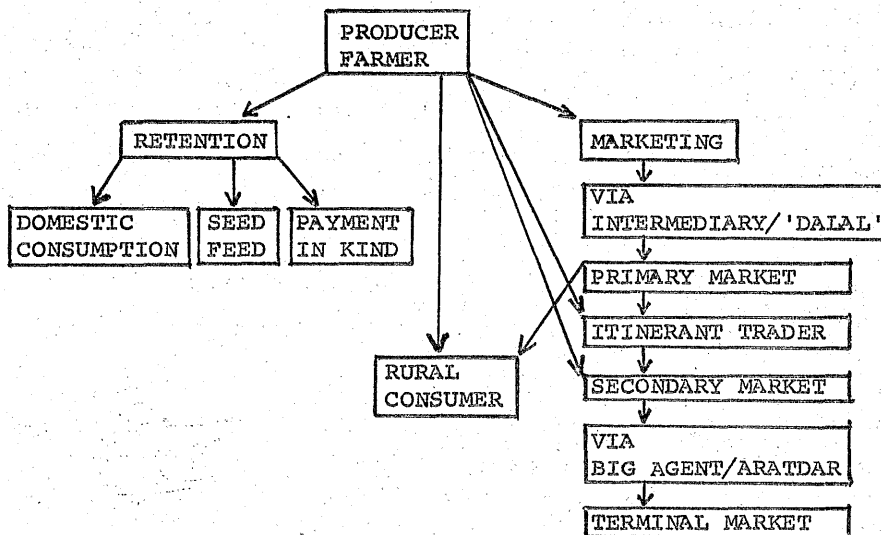 PRODUCER
FARMER
RETENTION
MARKETING
DOMESTIC
CONSUMPTION
SEED
FEED
PAYMENT
IN KIND
VIA
INTERMEDIARY/'DALAL'
PRIMARY MARKET
ITINERANT TRADER
RURAL
CONSUMER
SECONDARY MARKET
VIA
BIG AGENT/ARATDAR
TERMINAL MARKET